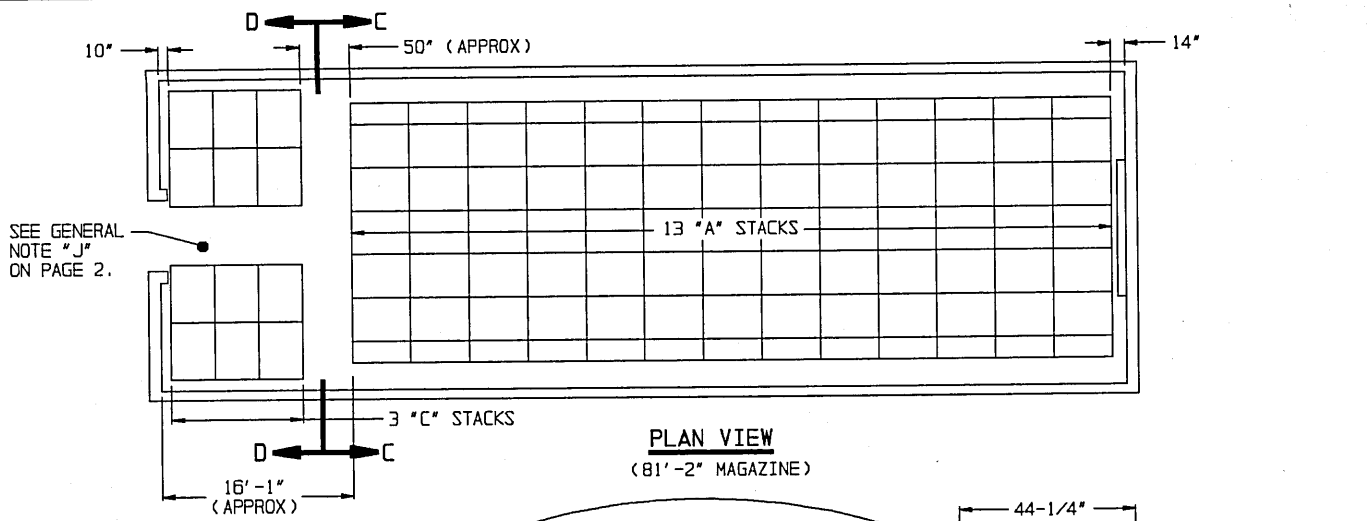 D C
10"
50" (APPROX)
14"
SEE GENERAL
NOTE "J"
ON PAGE 2.
13 "A" STACKS
3 "C" STACKS
D C
PLAN VIEW
(81'-2" MAGAZINE)
16'-1"
(APPROX)
44-1/4"